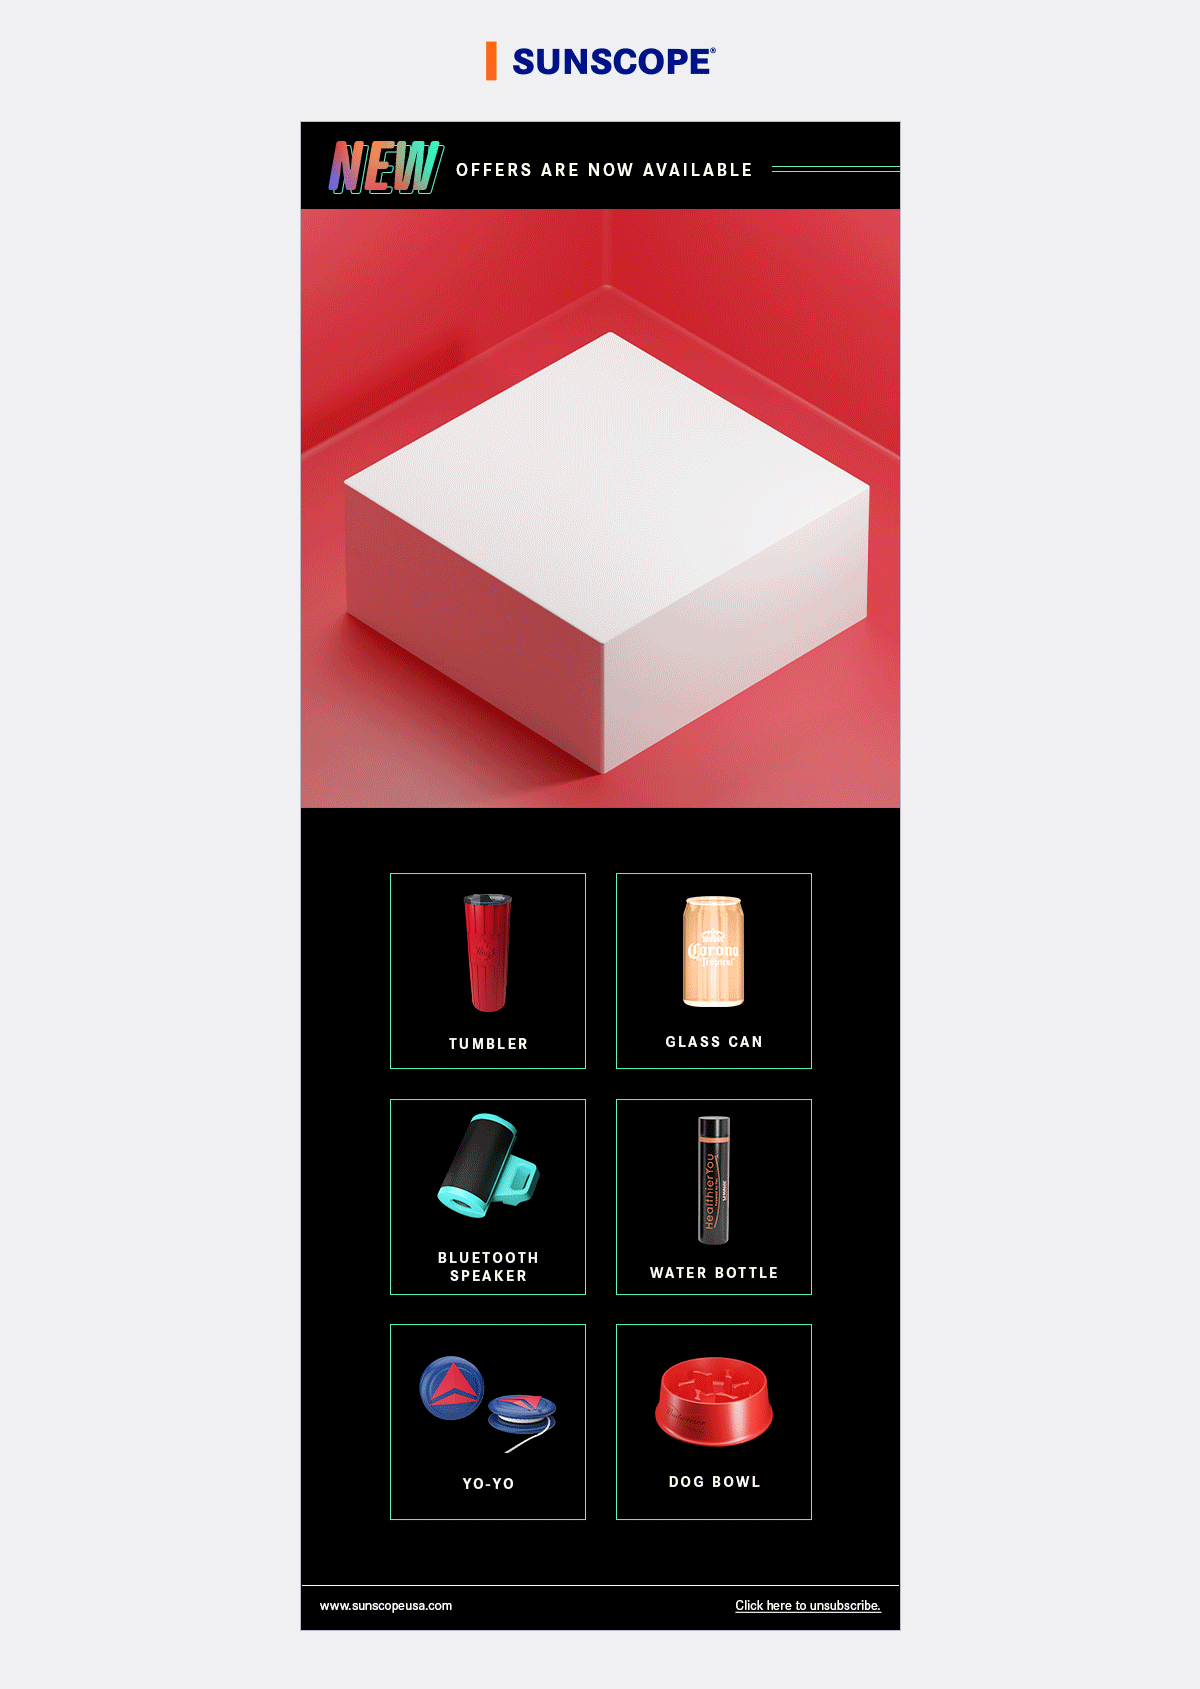 SUNSCOPE®
NEW OFFERS ARE NOW AVAILABLE
Corona
Tropical
TUMBLER
GLASS CAN
HealthierYou
BLUETOOTH
SPEAKER
WATER BOTTLE
Budweiser
YO-YO
DOG BOWL
www.sunscopeusa.com
Click here to unsubscribe.